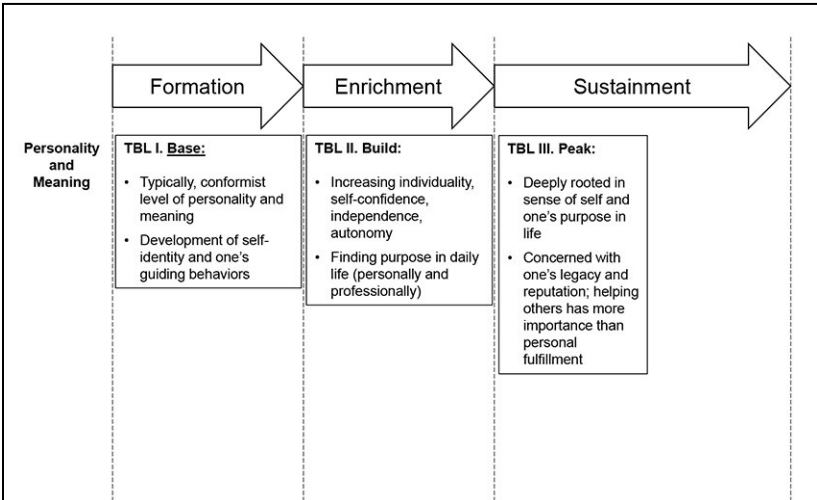 Formation
Enrichment
Sustainment
Personality
and
Meaning
TBL I. Base:
• Typically, conformist
level of personality and
meaning
• Development of self-
identity and one’s
guiding behaviors
TBL II. Build:
• Increasing individuality,
self-confidence,
independence,
autonomy
• Finding purpose in daily
life (personally and
professionally)
TBL III. Peak:
• Deeply rooted in
sense of self and
one’s purpose in
life
• Concerned with
one’s legacy and
reputation; helping
others has more
importance than
personal
fulfillment